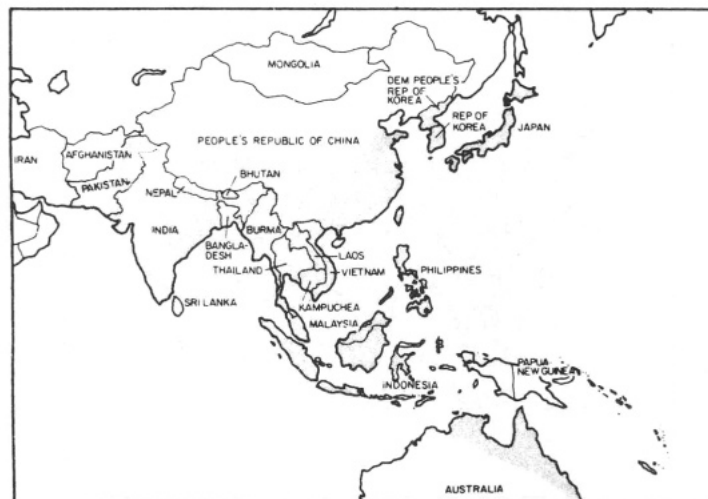 MONGOLIA
DEM PEOPLE'S
REP OF
KOREA
REP OF
KOREA
JAPAN
PEOPLE'S REPUBLIC OF CHINA
IRAN
AFGHANISTAN
PAKISTAN
NEPAL
BHUTAN
INDIA
BANGLA-
DESH
BURMA
THAILAND
LAOS
VIETNAM
PHILIPPINES
SRI LANKA
KAMPUCHEA
MALAYSIA
INDONESIA
PAPUA
NEW GUINEA
AUSTRALIA